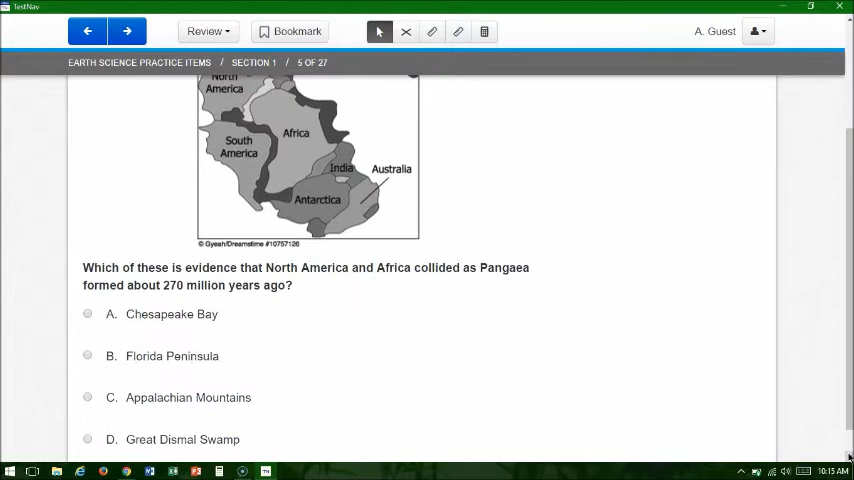 TestNav
Review
Bookmark
A. Guest
EARTH SCIENCE PRACTICE ITEMS / SECTION 1 / 5 OF 27
North
America
Africa
South
America
India
Australia
Antarctica
© Gyeah/Dreamstime #10757126
Which of these is evidence that North America and Africa collided as Pangaea
formed about 270 million years ago?
A. Chesapeake Bay
B. Florida Peninsula
C. Appalachian Mountains
D. Great Dismal Swamp
10:15 AM